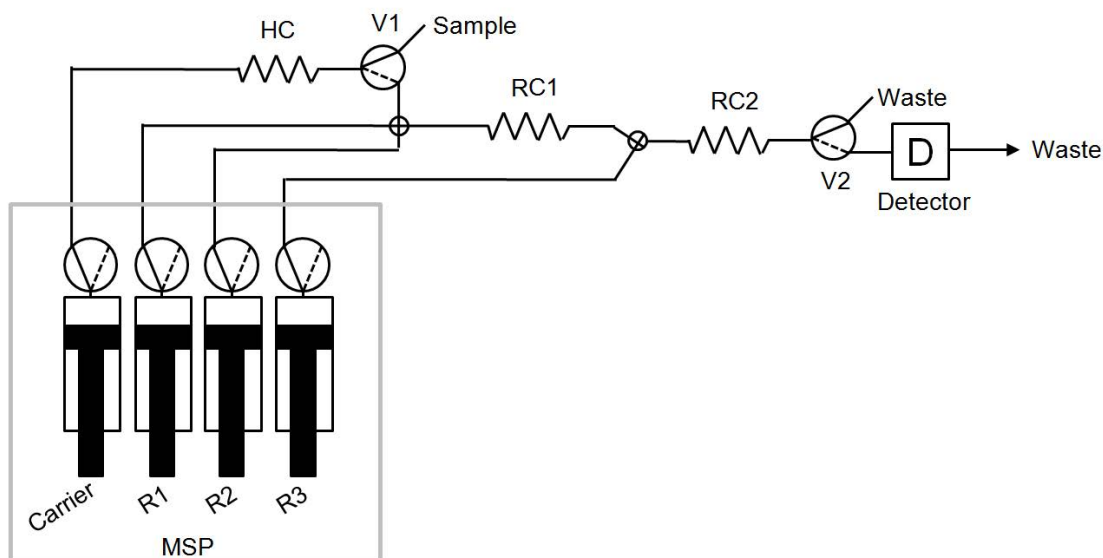 HC
V1
Sample
RC1
RC2
Waste
D
Waste
V2
Detector
Carrier
R1
R2
R3
MSP